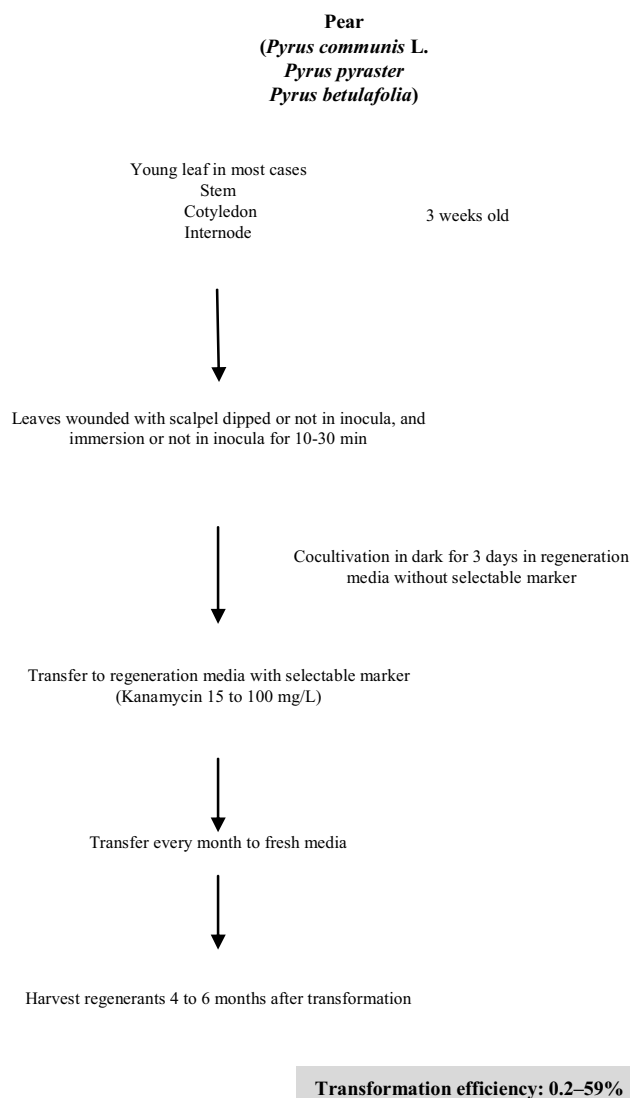 Pear
(Pyrus communis L.
Pyrus pyraster
Pyrus betulafolia)
Young leaf in most cases
Stem
Cotyledon
Internode
3 weeks old
Leaves wounded with scalpel dipped or not in inocula, and
immersion or not in inocula for 10-30 min
Cocultivation in dark for 3 days in regeneration
media without selectable marker
Transfer to regeneration media with selectable marker
(Kanamycin 15 to 100 mg/L)
Transfer every month to fresh media
Harvest regenerants 4 to 6 months after transformation
Transformation efficiency: 0.2–59%